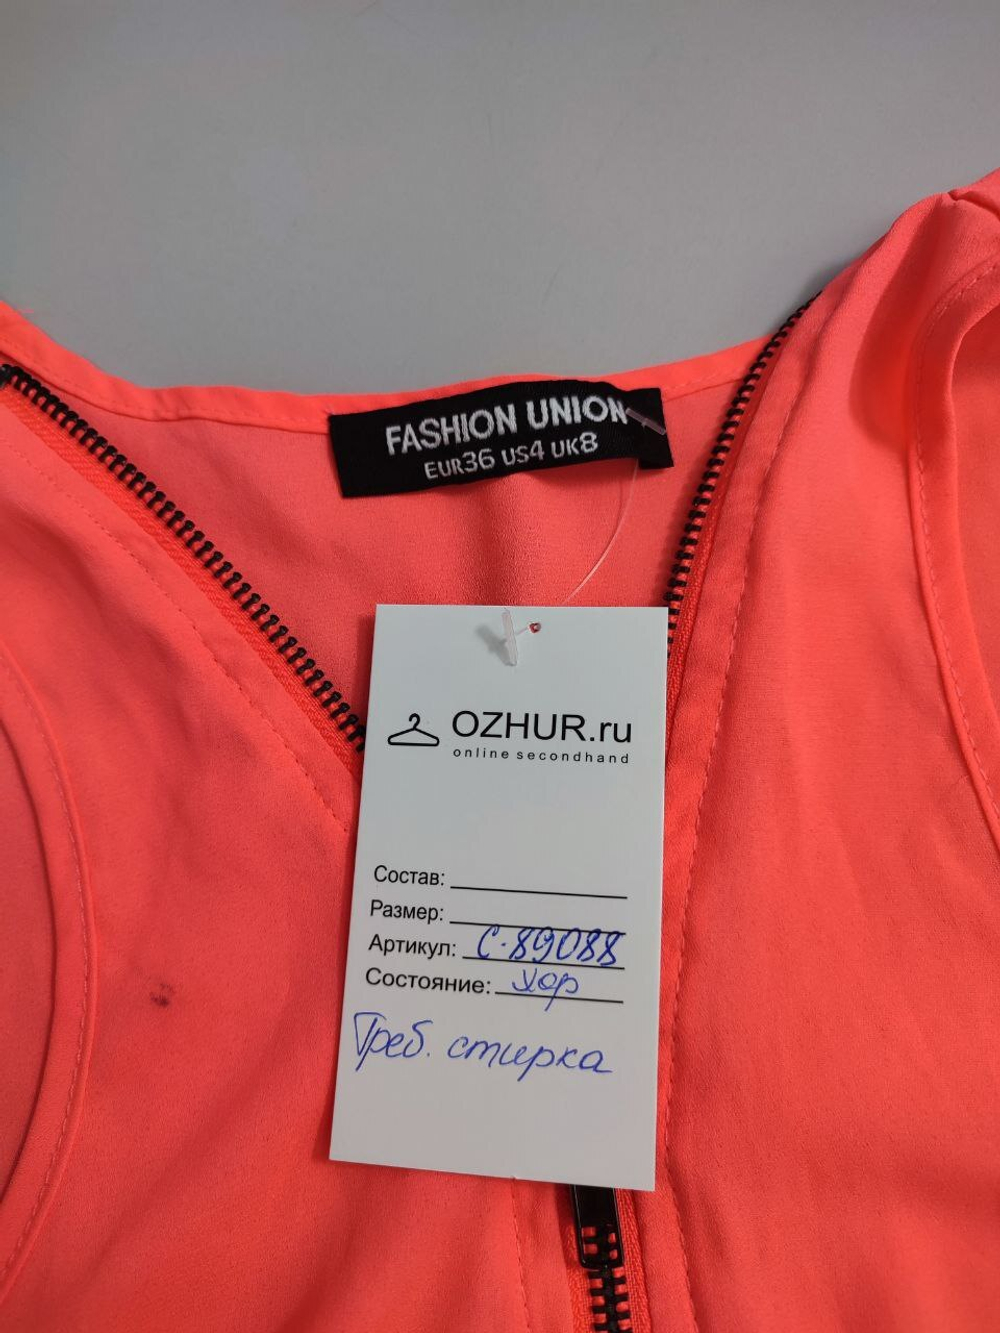 FASHION UNION
EUR36 US4 UK8
OZHUR.ru
online secondhand
Состав:
Размер:
Артикул: С-89088
Состояние: хор
Треб. стирка